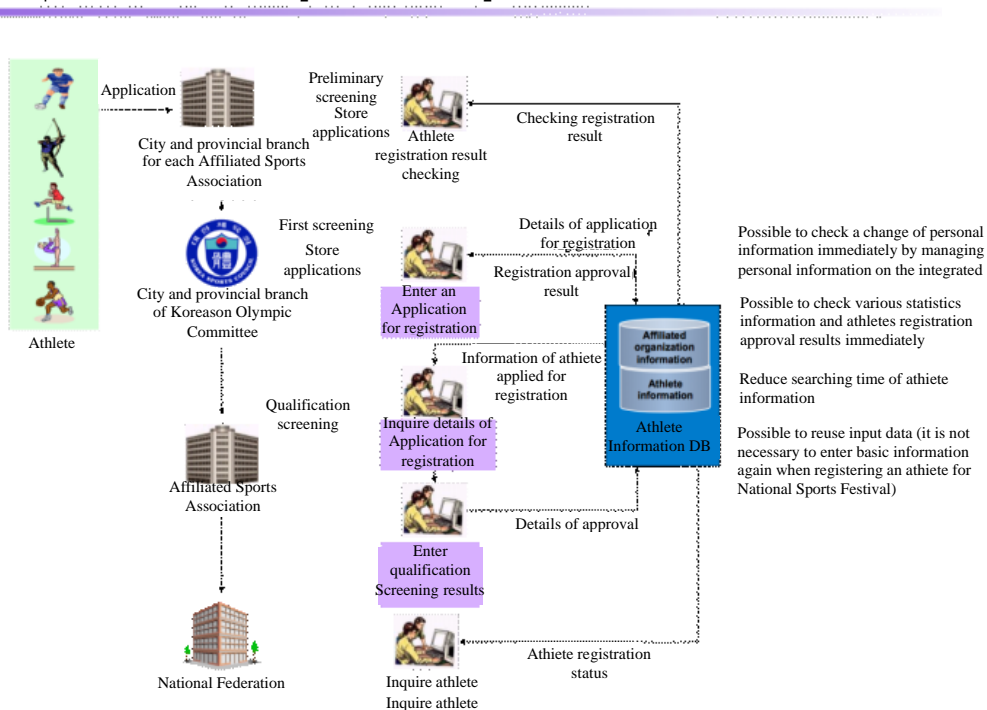 Application
Athlete
City and provincial branch
for each Affiliated Sports
Association
Preliminary
screening
Store
applications
Athlete
registration result
checking
Checking registration
result
City and provincial branch
of Koreason Olympic
Committee
First screening
Store
applications
Enter an
Application
for registration
Details of application
for registration
Registration approval
result
Affiliated
organization
information
Athlete
information
Athlete
Information DB
Information of athiete
applied for
registration
Qualification
screening
Inquire details of
Application for
registration
Affiliated Sports
Association
Details of approval
Enter
qualification
Screening results
National Federation
Athiete registration
status
Inquire athlete
Inquire athlete
Possible to check a change of personal
information immediately by managing
personal information on the integrated
Possible to check various statistics
information and athletes registration
approval results immediately
Reduce searching time of athiete
information
Possible to reuse input data (it is not
necessary to enter basic information
again when registering an athiete for
National Sports Festival)